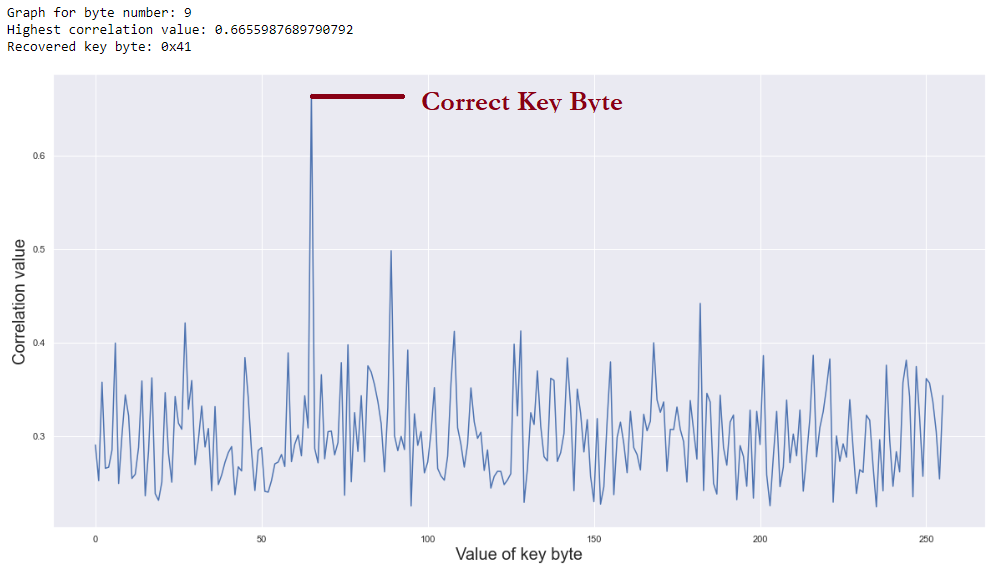 Graph for byte number: 9
Highest correlation value: 0.6655987689790792
Recovered key byte: 0x41
Correct Key Byte
0.6
0.5
0.4
0.3
Correlation value
0
50
100
150
200
250
Value of key byte